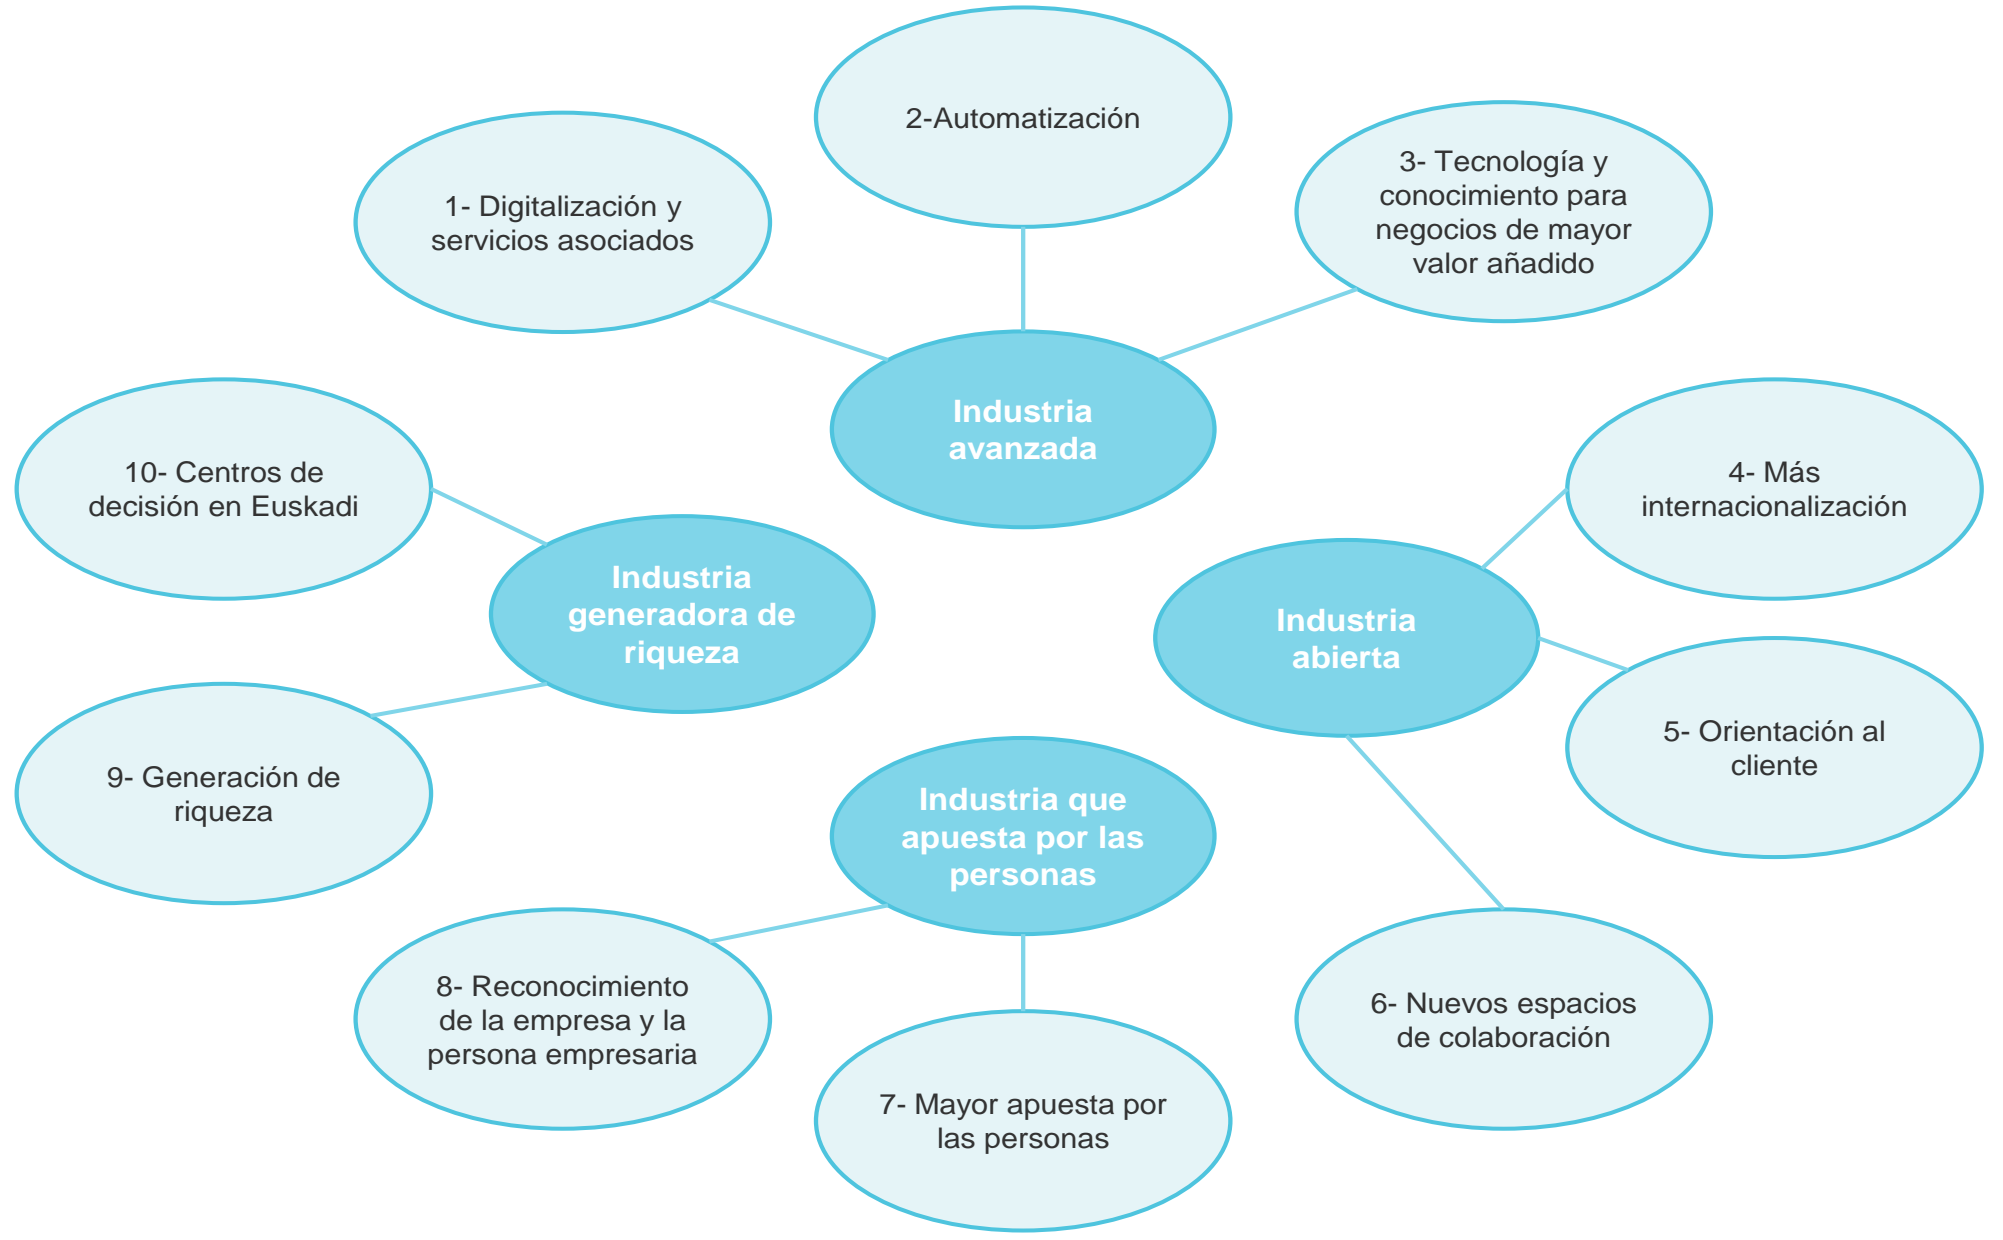 2-Automatización
1- Digitalización y
servicios asociados
3- Tecnología y
conocimiento para
negocios de mayor
valor añadido
Industria
avanzada
10- Centros de
decisión en Euskadi
4- Más
internacionalización
Industria
generadora de
riqueza
Industria
abierta
5- Orientación al
cliente
9- Generación de
riqueza
Industria que
apuesta por las
personas
8- Reconocimiento
de la empresa y la
persona empresaria
6- Nuevos espacios
de colaboración
7- Mayor apuesta por
las personas